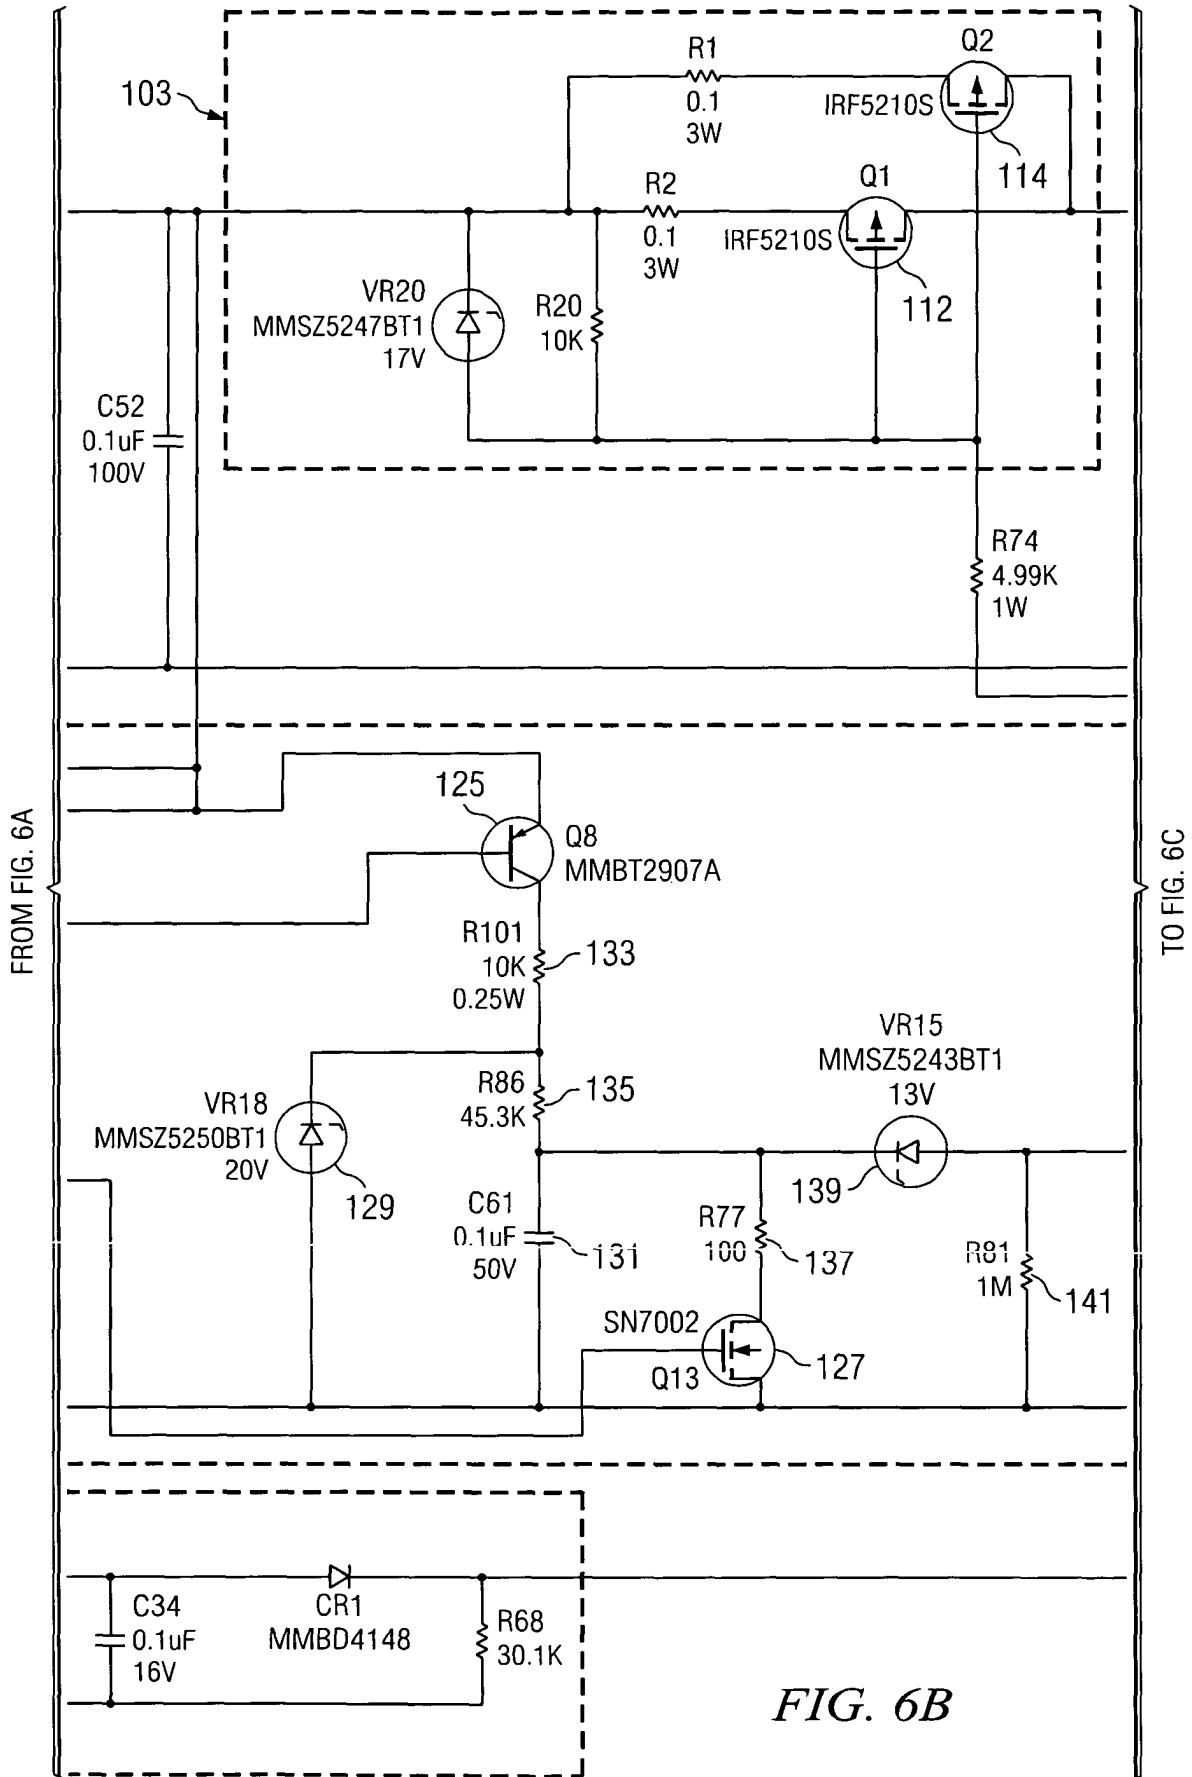 103
R1
0.1
3W
Q2
IRF5210S
114
R2
0.1
3W
Q1
IRF5210S
112
VR20
MMSZ5247BT1
17V
R20
10K
C52
0.1uF
100V
R74
4.99K
1W
FROM FIG. 6A
TO FIG. 6C
125
Q8
MMBT2907A
R101
10K
0.25W
133
VR18
MMSZ5250BT1
20V
129
R86
45.3K
135
VR15
MMSZ5243BT1
13V
139
C61
0.1uF
50V
131
R77
100
137
R81
1M
141
SN7002
Q13
127
C34
0.1uF
16V
CR1
MMBD4148
R68
30.1K
FIG. 6B